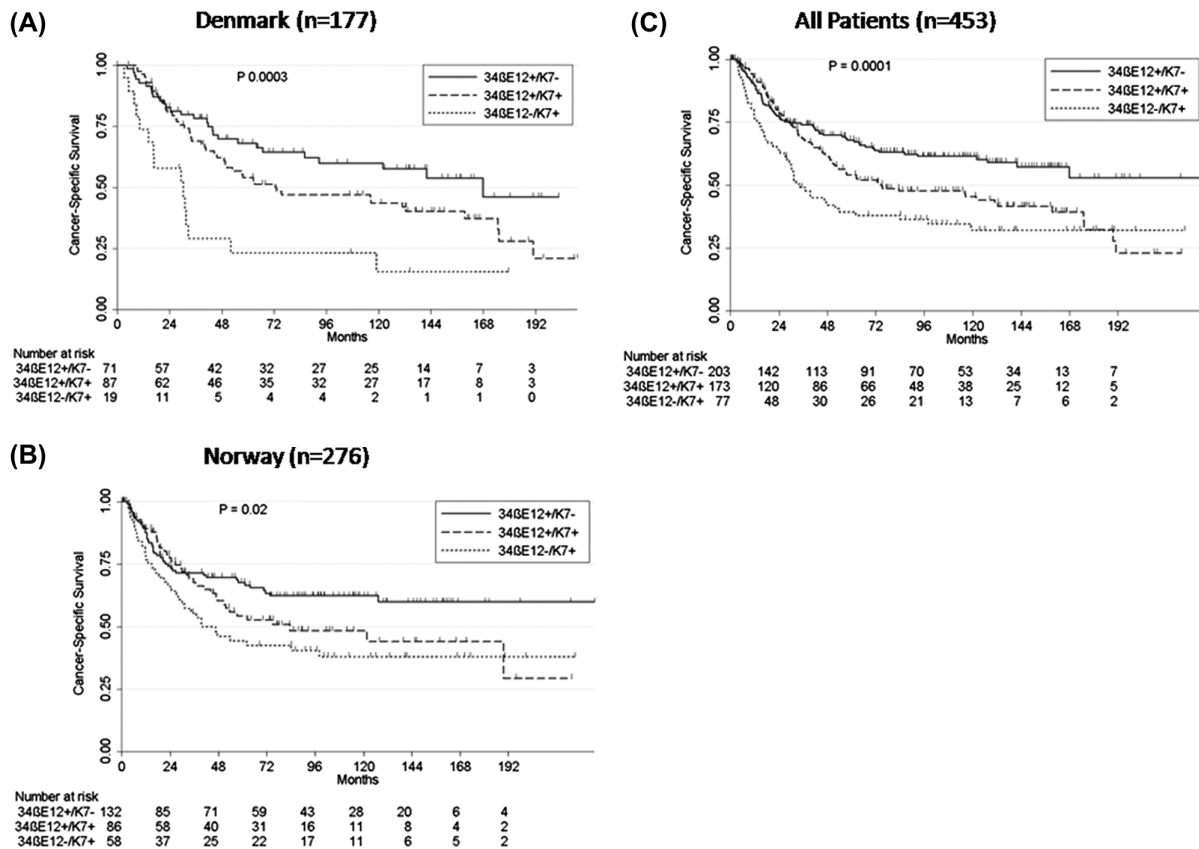 (A)
Denmark (n=177)
P 0.0003
34ßE12+/K7-
34ßE12+/K7+
34ßE12-/K7+
Cancer-Specific Survival
1.00
0.75
0.50
0.25
0.00
0 24 48 72 96 120 144 168 192
Months
Number at risk
34ßE12+/K7- 71 57 42 32 27 25 14 7 3
34ßE12+/K7+ 87 62 46 35 32 27 17 8 3
34ßE12-/K7+ 19 11 5 4 4 2 1 1 0
(B)
Norway (n=276)
P = 0.02
34ßE12+/K7-
34ßE12+/K7+
34ßE12-/K7+
Cancer-Specific Survival
1.00
0.75
0.50
0.25
0.00
0 24 48 72 96 120 144 168 192
Months
Number at risk
34ßE12+/K7- 132 85 71 59 43 28 20 6 4
34ßE12+/K7+ 86 58 40 31 16 11 8 4 2
34ßE12-/K7+ 58 37 25 22 17 11 6 5 2
(C)
All Patients (n=453)
P = 0.0001
34ßE12+/K7-
34ßE12+/K7+
34ßE12-/K7+
Cancer-Specific Survival
1.00
0.75
0.50
0.25
0.00
0 24 48 72 96 120 144 168 192
Months
Number at risk
34ßE12+/K7- 203 142 113 91 70 53 34 13 7
34ßE12+/K7+ 173 120 86 66 48 38 25 12 5
34ßE12-/K7+ 77 48 30 26 21 13 7 6 2